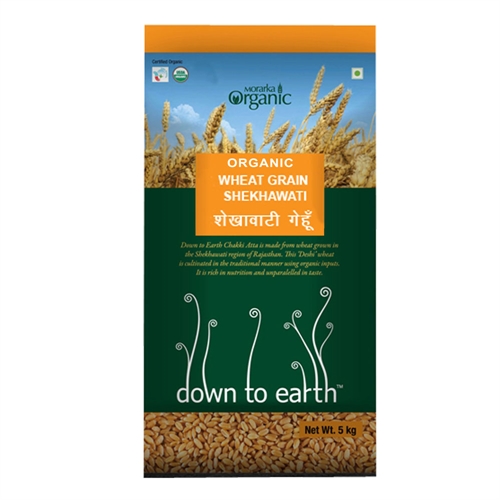 Certified Organic
MORARKA
Organic
ORGANIC
WHEAT GRAIN
SHEKHAWATI
शेखावाटी गेहूँ
Down to Earth Chakki Atta is made from wheat grown in
the Shekhawati region of Rajasthan. This 'Deshi' wheat
is cultivated in the traditional manner using organic inputs.
It is rich in nutrition and unparalelled in taste.
down to earth™
Net Wt. 5 kg